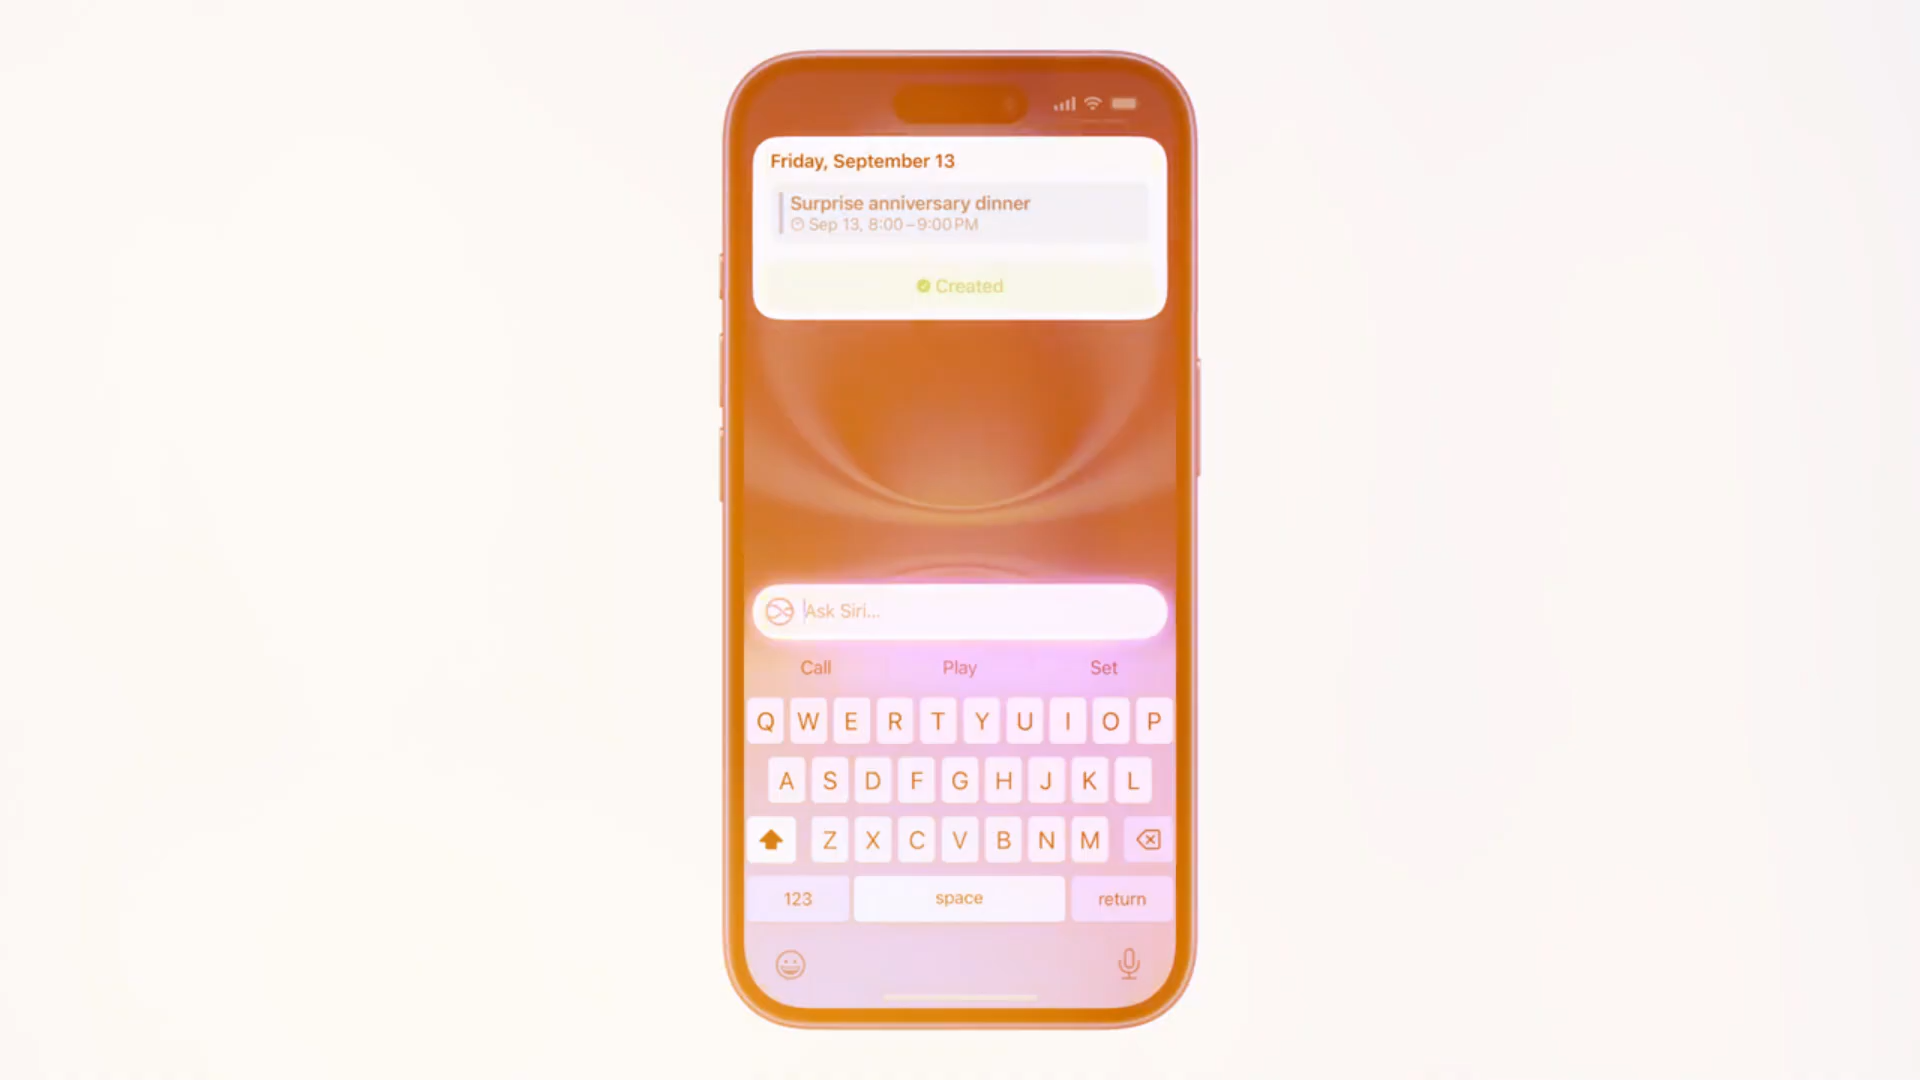 Friday, September 13
Surprise anniversary dinner
Sep 13, 8:00 – 9:00 PM
Created
Ask Siri...
Call Play Set
Q W E R T Y U I O P
A S D F G H J K L
Z X C V B N M
123 space return